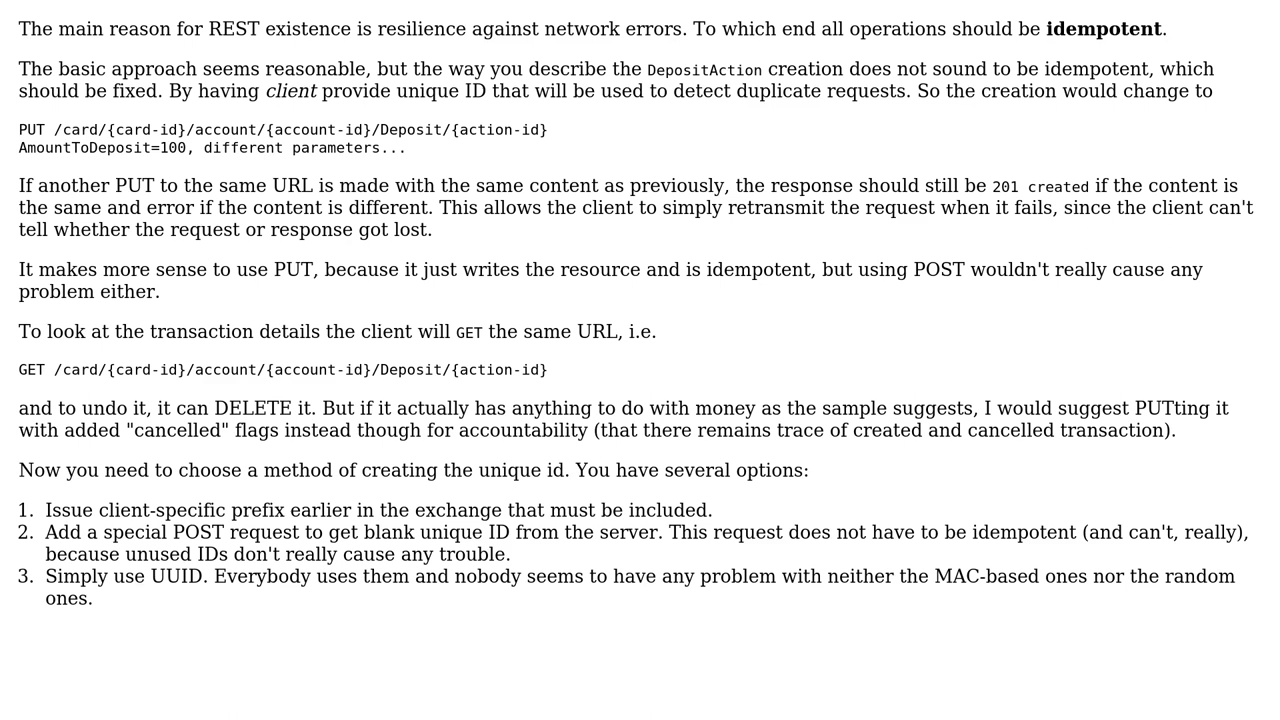 The main reason for REST existence is resilience against network errors. To which end all operations should be idempotent.
The basic approach seems reasonable, but the way you describe the DepositAction creation does not sound to be idempotent, which
should be fixed. By having client provide unique ID that will be used to detect duplicate requests. So the creation would change to
PUT /card/{card-id}/account/{account-id}/Deposit/{action-id}
AmountToDeposit=100, different parameters...
If another PUT to the same URL is made with the same content as previously, the response should still be 201 created if the content is
the same and error if the content is different. This allows the client to simply retransmit the request when it fails, since the client can't
tell whether the request or response got lost.
It makes more sense to use PUT, because it just writes the resource and is idempotent, but using POST wouldn't really cause any
problem either.
To look at the transaction details the client will GET the same URL, i.e.
GET /card/{card-id}/account/{account-id}/Deposit/{action-id}
and to undo it, it can DELETE it. But if it actually has anything to do with money as the sample suggests, I would suggest PUTting it
with added "cancelled" flags instead though for accountability (that there remains trace of created and cancelled transaction).
Now you need to choose a method of creating the unique id. You have several options:
1. Issue client-specific prefix earlier in the exchange that must be included.
2. Add a special POST request to get blank unique ID from the server. This request does not have to be idempotent (and can't, really),
because unused IDs don't really cause any trouble.
3. Simply use UUID. Everybody uses them and nobody seems to have any problem with neither the MAC-based ones nor the random
ones.